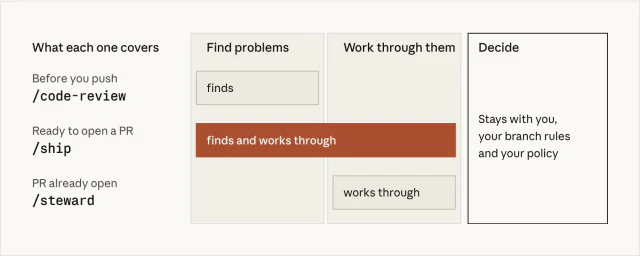 What each one covers
Find problems
Work through them
Decide
Before you push
/code-review
finds
Ready to open a PR
/ship
finds and works through
Stays with you,
your branch rules
and your policy
PR already open
/steward
works through